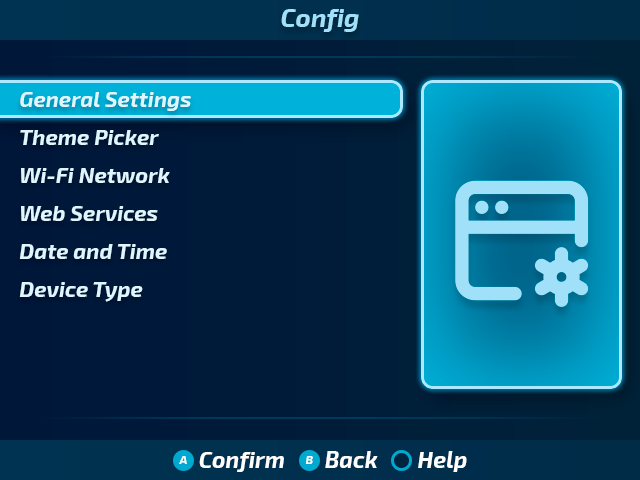 Config
General Settings
Theme Picker
Wi-Fi Network
Web Services
Date and Time
Device Type
A Confirm B Back Help